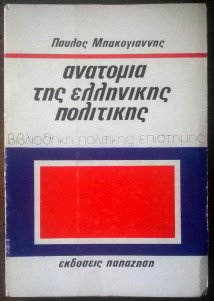 Παυλος Μπακογιαννης
ανατομια
της ελληνικης
πολιτικης
βιβλιοθηκη πολιτικης επιστημης
εκδοσεις παπαζηση